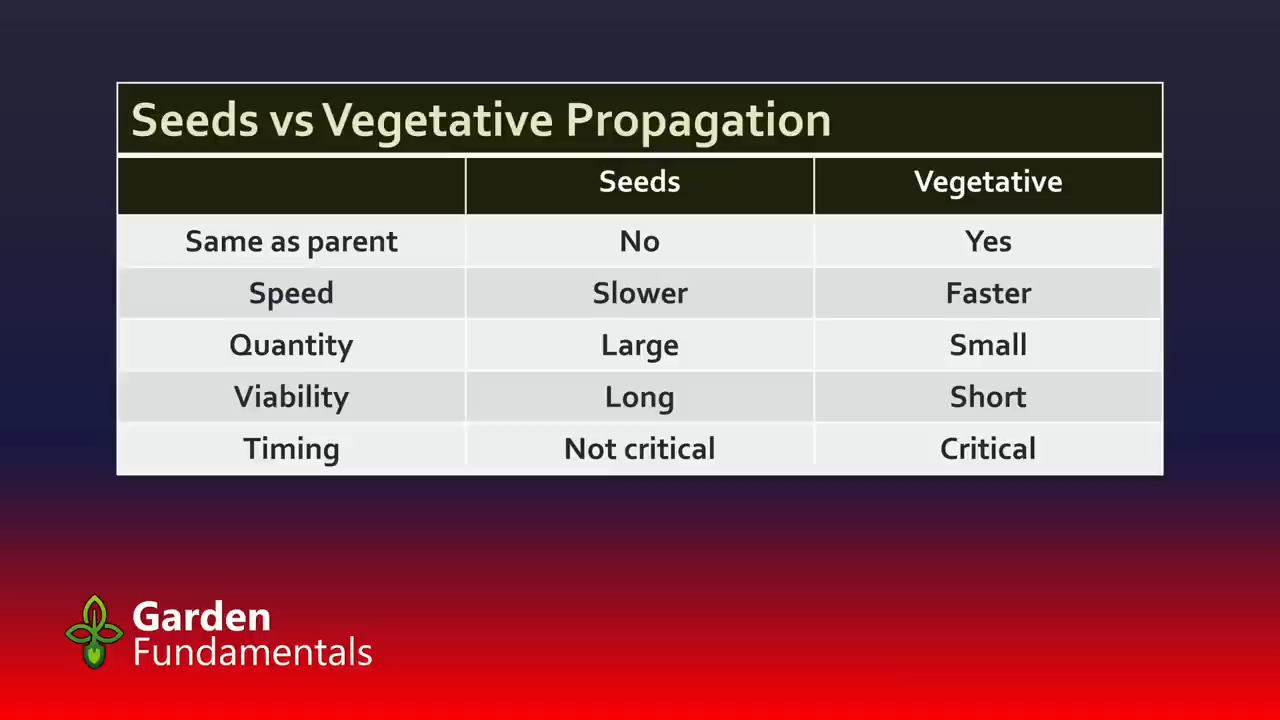 Seeds vs Vegetative Propagation
Seeds Vegetative
Same as parent No Yes
Speed Slower Faster
Quantity Large Small
Viability Long Short
Timing Not critical Critical
Garden
Fundamentals